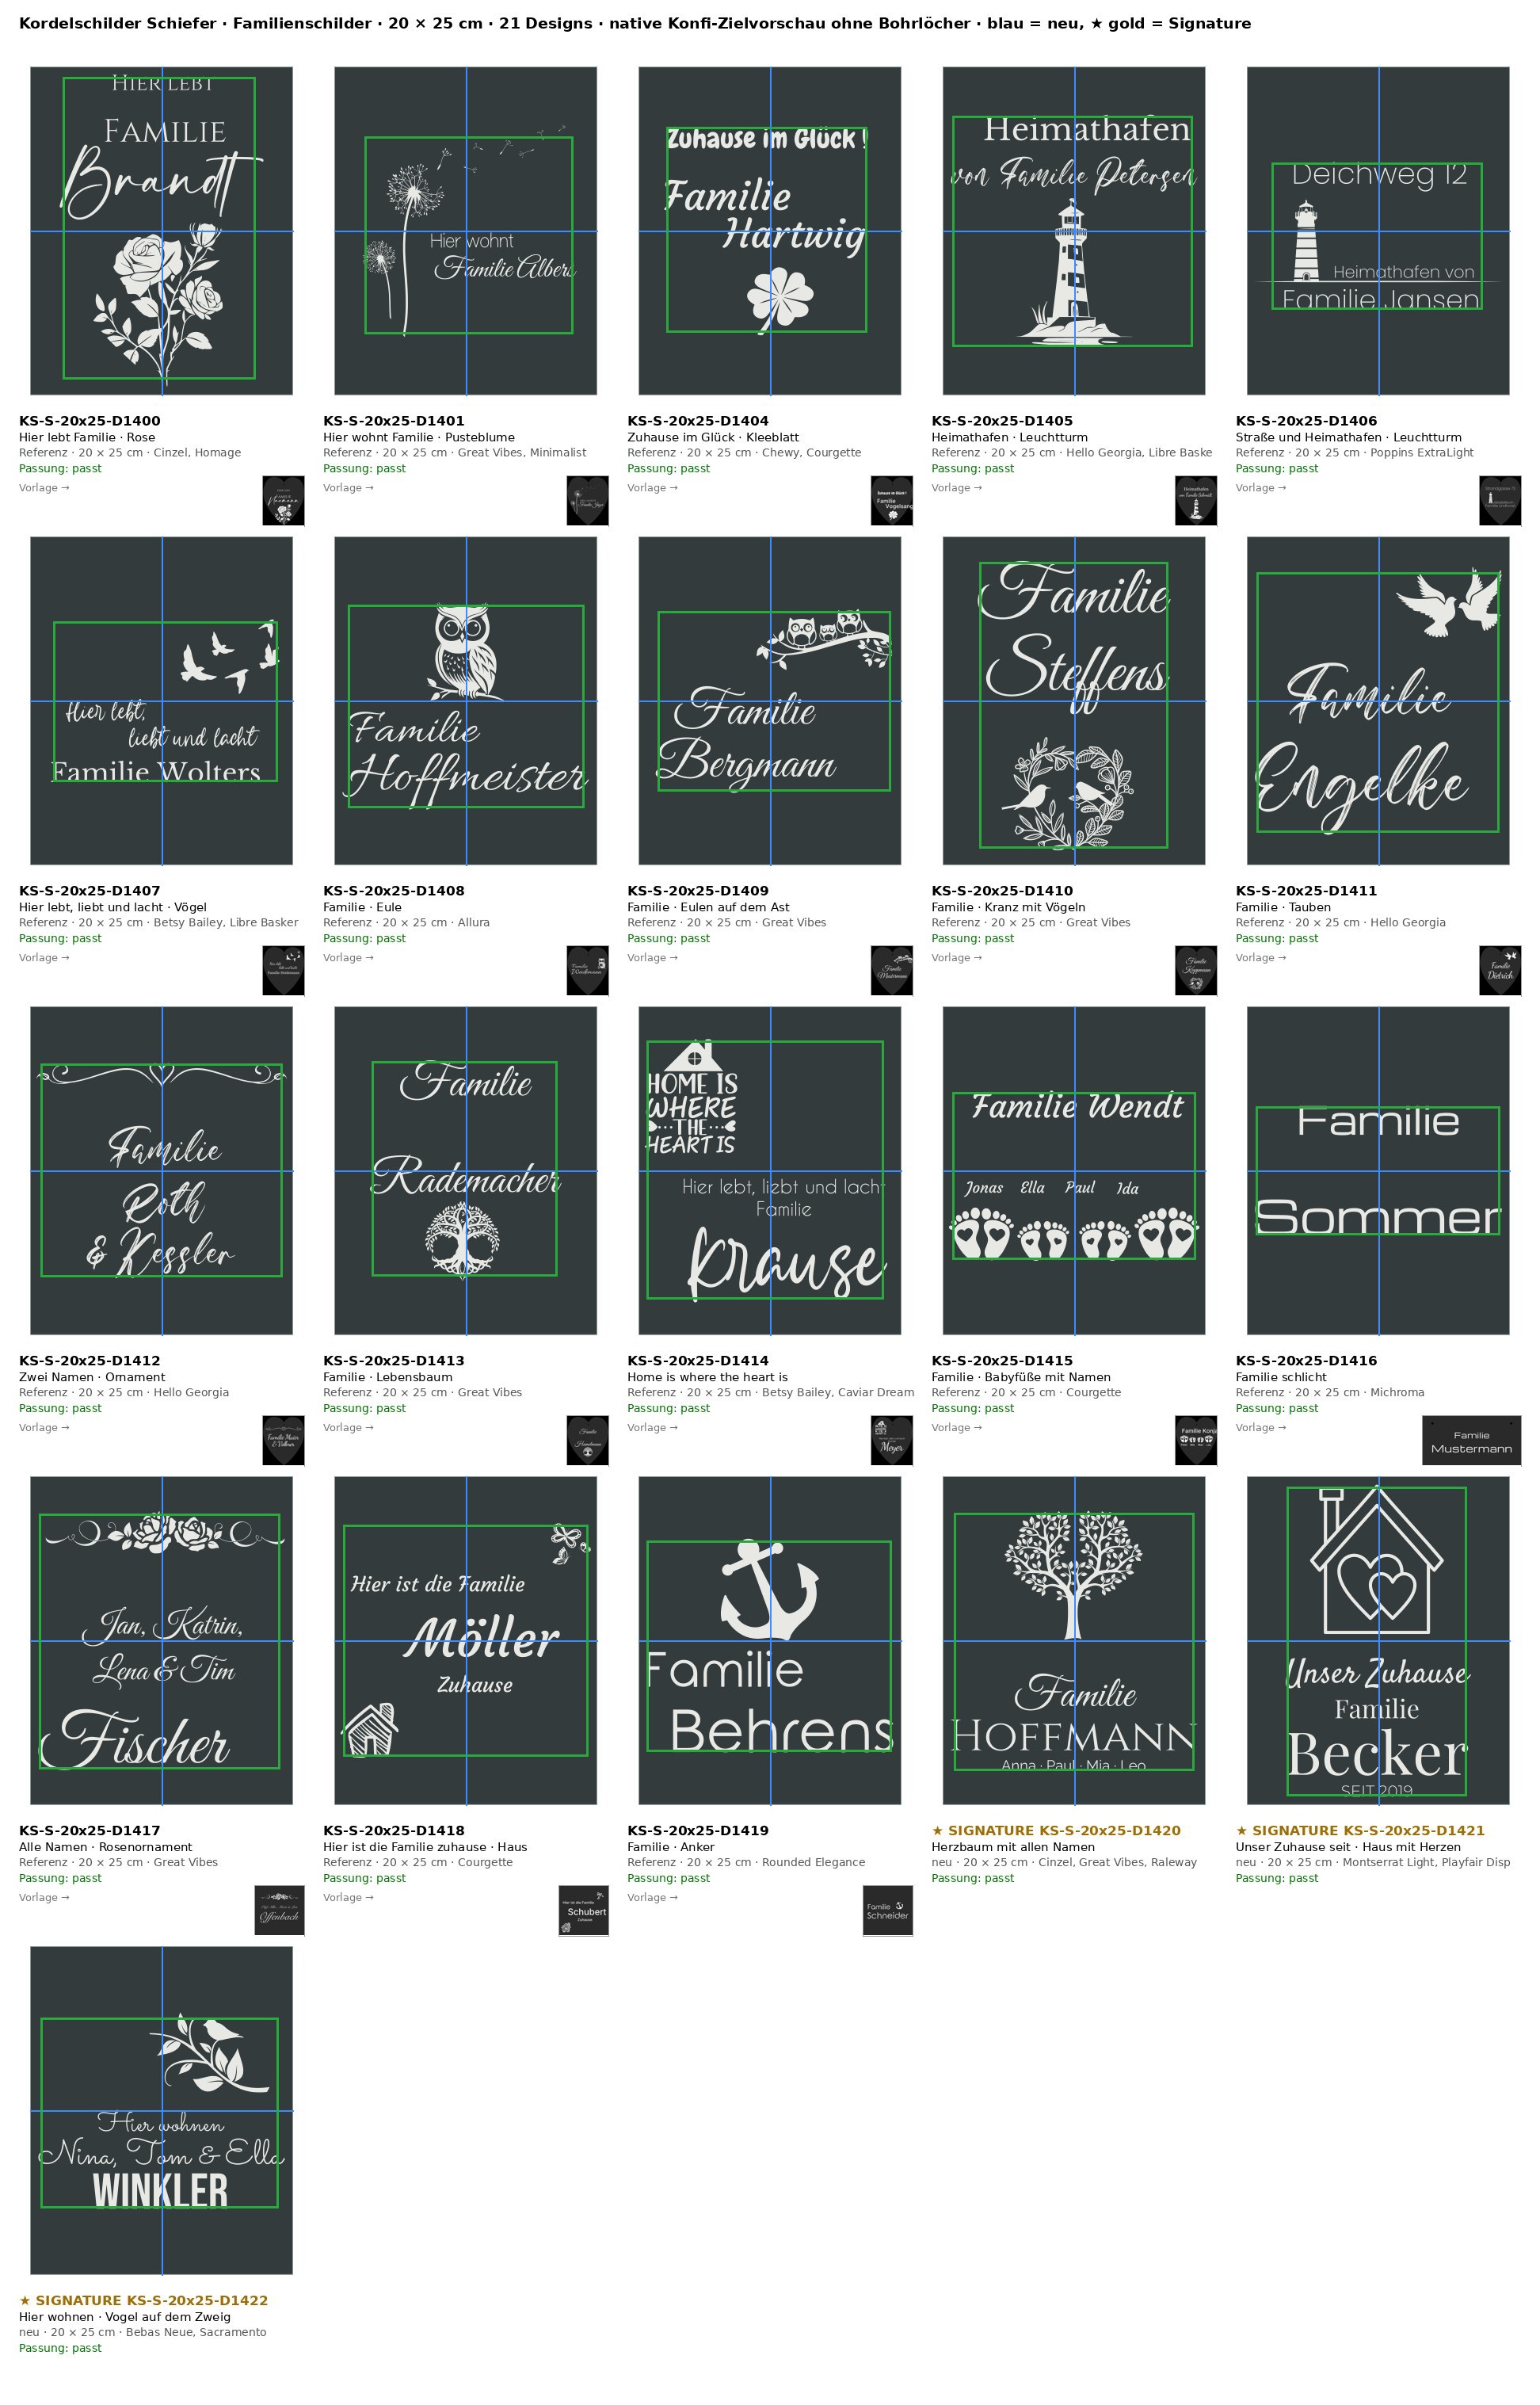 Kordelschilder Schiefer · Familienschilder · 20 × 25 cm · 21 Designs · native Konfi-Zielvorschau ohne Bohrlöcher · blau = neu, ★ gold = Signature
HIER LEBT
FAMILIE
Brandt
KS-S-20x25-D1400
Hier lebt Familie · Rose
Referenz · 20 × 25 cm · Cinzel, Homage
Passung: passt
Vorlage →
Hier wohnt
Familie Albers
KS-S-20x25-D1401
Hier wohnt Familie · Pusteblume
Referenz · 20 × 25 cm · Great Vibes, Minimalist
Passung: passt
Vorlage →
Zuhause im Glück !
Familie
Hartwig
KS-S-20x25-D1404
Zuhause im Glück · Kleeblatt
Referenz · 20 × 25 cm · Chewy, Courgette
Passung: passt
Vorlage →
Zuhause im Glück !
Familie
Vogelsang
Heimathafen
von Familie Petersen
KS-S-20x25-D1405
Heimathafen · Leuchtturm
Referenz · 20 × 25 cm · Hello Georgia, Libre Baske
Passung: passt
Vorlage →
Deichweg 12
Heimathafen von
Familie Jansen
KS-S-20x25-D1406
Straße und Heimathafen · Leuchtturm
Referenz · 20 × 25 cm · Poppins ExtraLight
Passung: passt
Vorlage →
Hier lebt,
liebt und lacht
Familie Wolters
KS-S-20x25-D1407
Hier lebt, liebt und lacht · Vögel
Referenz · 20 × 25 cm · Betsy Bailey, Libre Basker
Passung: passt
Vorlage →
Familie
Hoffmeister
KS-S-20x25-D1408
Familie · Eule
Referenz · 20 × 25 cm · Allura
Passung: passt
Vorlage →
Familie
Bergmann
KS-S-20x25-D1409
Familie · Eulen auf dem Ast
Referenz · 20 × 25 cm · Great Vibes
Passung: passt
Vorlage →
Familie
Steffens
KS-S-20x25-D1410
Familie · Kranz mit Vögeln
Referenz · 20 × 25 cm · Great Vibes
Passung: passt
Vorlage →
Familie
Engelke
KS-S-20x25-D1411
Familie · Tauben
Referenz · 20 × 25 cm · Hello Georgia
Passung: passt
Vorlage →
Familie
Dietrich
Familie
Roth
& Kessler
KS-S-20x25-D1412
Zwei Namen · Ornament
Referenz · 20 × 25 cm · Hello Georgia
Passung: passt
Vorlage →
Familie
Rademacher
KS-S-20x25-D1413
Familie · Lebensbaum
Referenz · 20 × 25 cm · Great Vibes
Passung: passt
Vorlage →
HOME IS
WHERE
THE
HEART IS
Hier lebt, liebt und lacht
Familie
Krause
KS-S-20x25-D1414
Home is where the heart is
Referenz · 20 × 25 cm · Betsy Bailey, Caviar Dream
Passung: passt
Vorlage →
Meyer
Familie Wendt
Jonas Ella Paul Ida
KS-S-20x25-D1415
Familie · Babyfüße mit Namen
Referenz · 20 × 25 cm · Courgette
Passung: passt
Vorlage →
Familie
Sommer
KS-S-20x25-D1416
Familie schlicht
Referenz · 20 × 25 cm · Michroma
Passung: passt
Vorlage →
Familie
Mustermann
Jan, Katrin,
Lena & Tim
Fischer
KS-S-20x25-D1417
Alle Namen · Rosenornament
Referenz · 20 × 25 cm · Great Vibes
Passung: passt
Vorlage →
Offenbach
Hier ist die Familie
Möller
Zuhause
KS-S-20x25-D1418
Hier ist die Familie zuhause · Haus
Referenz · 20 × 25 cm · Courgette
Passung: passt
Vorlage →
Hier ist die Familie
Schubert
Zuhause
Familie
Behrens
KS-S-20x25-D1419
Familie · Anker
Referenz · 20 × 25 cm · Rounded Elegance
Passung: passt
Vorlage →
Familie
Schneider
Familie
HOFFMANN
Anna · Paul · Mia · Leo
★ SIGNATURE KS-S-20x25-D1420
Herzbaum mit allen Namen
neu · 20 × 25 cm · Cinzel, Great Vibes, Raleway
Passung: passt
Unser Zuhause
Familie
Becker
SEIT 2019
★ SIGNATURE KS-S-20x25-D1421
Unser Zuhause seit · Haus mit Herzen
neu · 20 × 25 cm · Montserrat Light, Playfair Disp
Passung: passt
Hier wohnen
Nina, Tom & Ella
WINKLER
★ SIGNATURE KS-S-20x25-D1422
Hier wohnen · Vogel auf dem Zweig
neu · 20 × 25 cm · Bebas Neue, Sacramento
Passung: passt